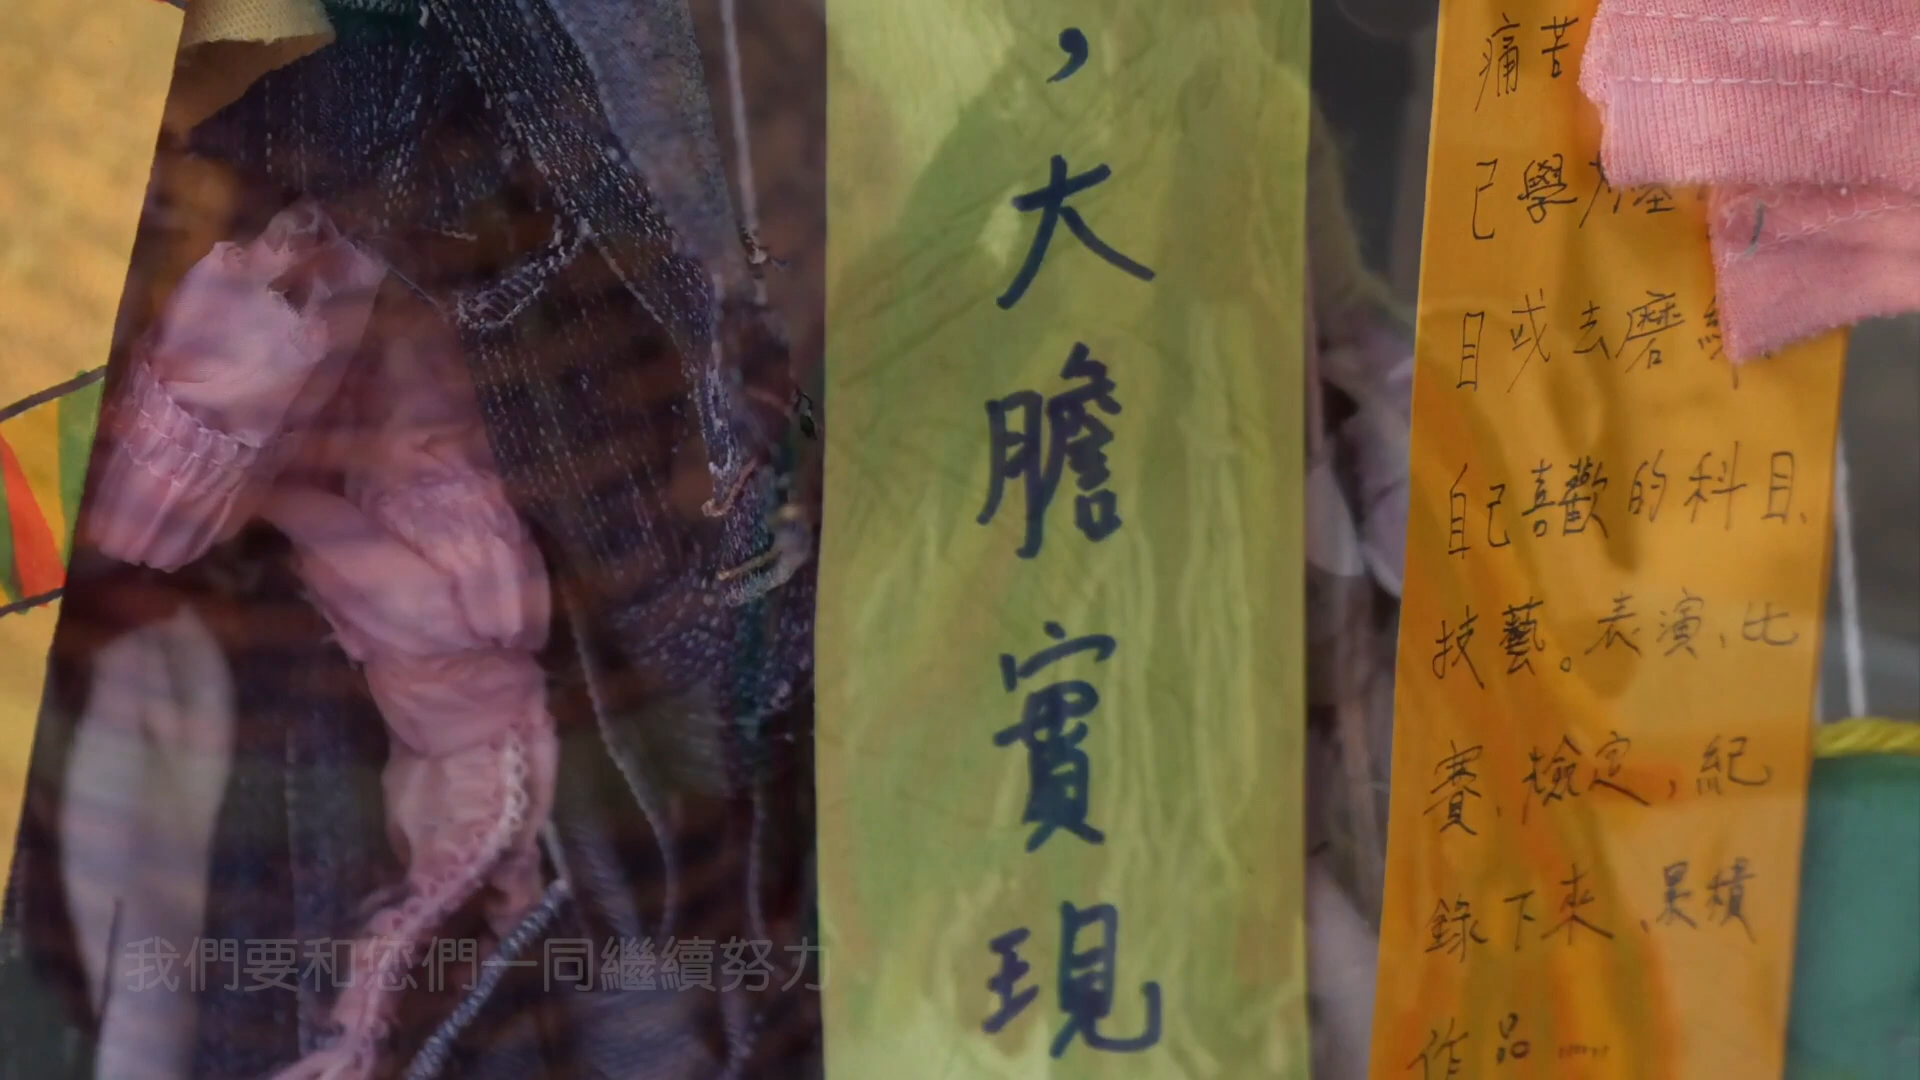 ，大膽實現
痛苦
己學
目或去磨練
自己喜歡的科目、
技藝。表演、比
賽、檢定，紀
錄下來、累積
作品……
我們要和您們一同繼續努力